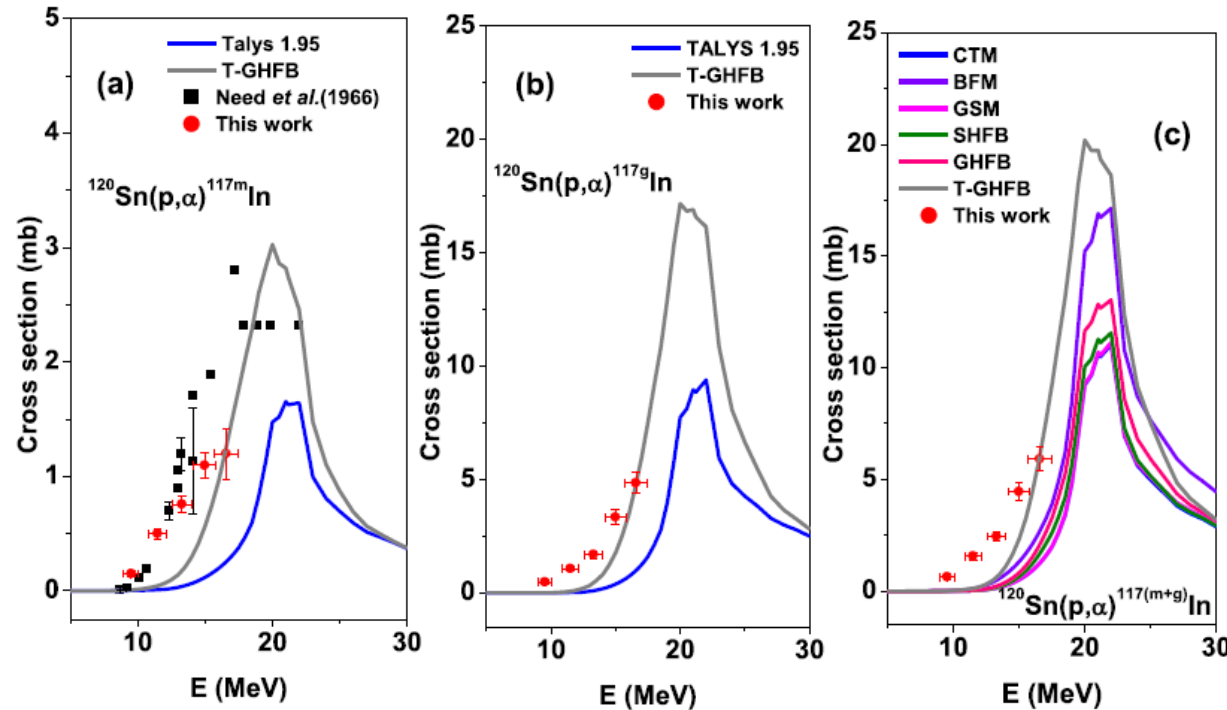 (a)
Talys 1.95
T-GHFB
Need et al.(1966)
This work
¹²⁰Sn(p,α)¹¹⁷ᵐIn
Cross section (mb)
5
4
3
2
1
0
10 20 30
E (MeV)
(b)
TALYS 1.95
T-GHFB
This work
¹²⁰Sn(p,α)¹¹⁷ᵍIn
Cross section (mb)
25
20
15
10
5
0
10 20 30
E (MeV)
(c)
CTM
BFM
GSM
SHFB
GHFB
T-GHFB
This work
¹²⁰Sn(p,α)¹¹⁷⁽ᵐ⁺ᵍ⁾In
Cross section (mb)
25
20
15
10
5
0
10 20 30
E (MeV)